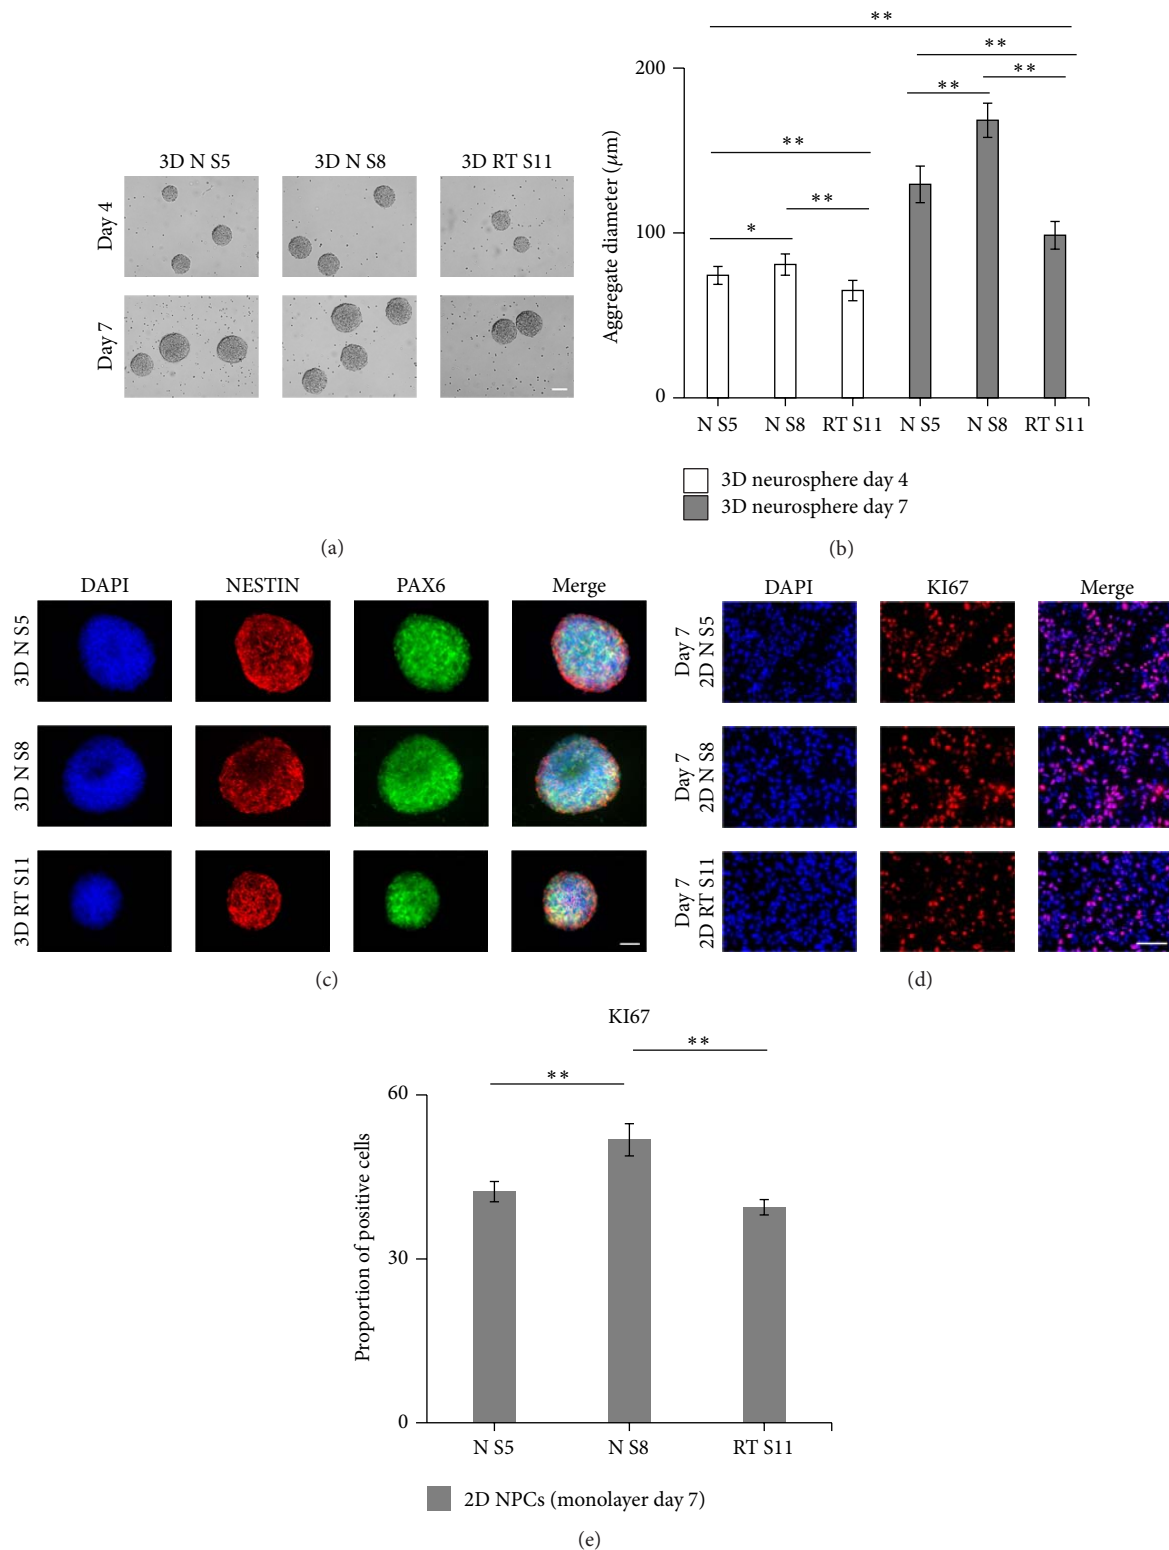 3D N S5
3D N S8
3D RT S11
Day 4
Day 7
(a)
**
**
**
**
**
**
*
200
100
0
Aggregate diameter (μm)
N S5
N S8
RT S11
N S5
N S8
RT S11
3D neurosphere day 4
3D neurosphere day 7
(b)
DAPI
NESTIN
PAX6
Merge
3D N S5
3D N S8
3D RT S11
(c)
DAPI
KI67
Merge
Day 7
2D N S5
Day 7
2D N S8
Day 7
2D RT S11
(d)
KI67
**
**
60
30
0
Proportion of positive cells
N S5
N S8
RT S11
2D NPCs (monolayer day 7)
(e)